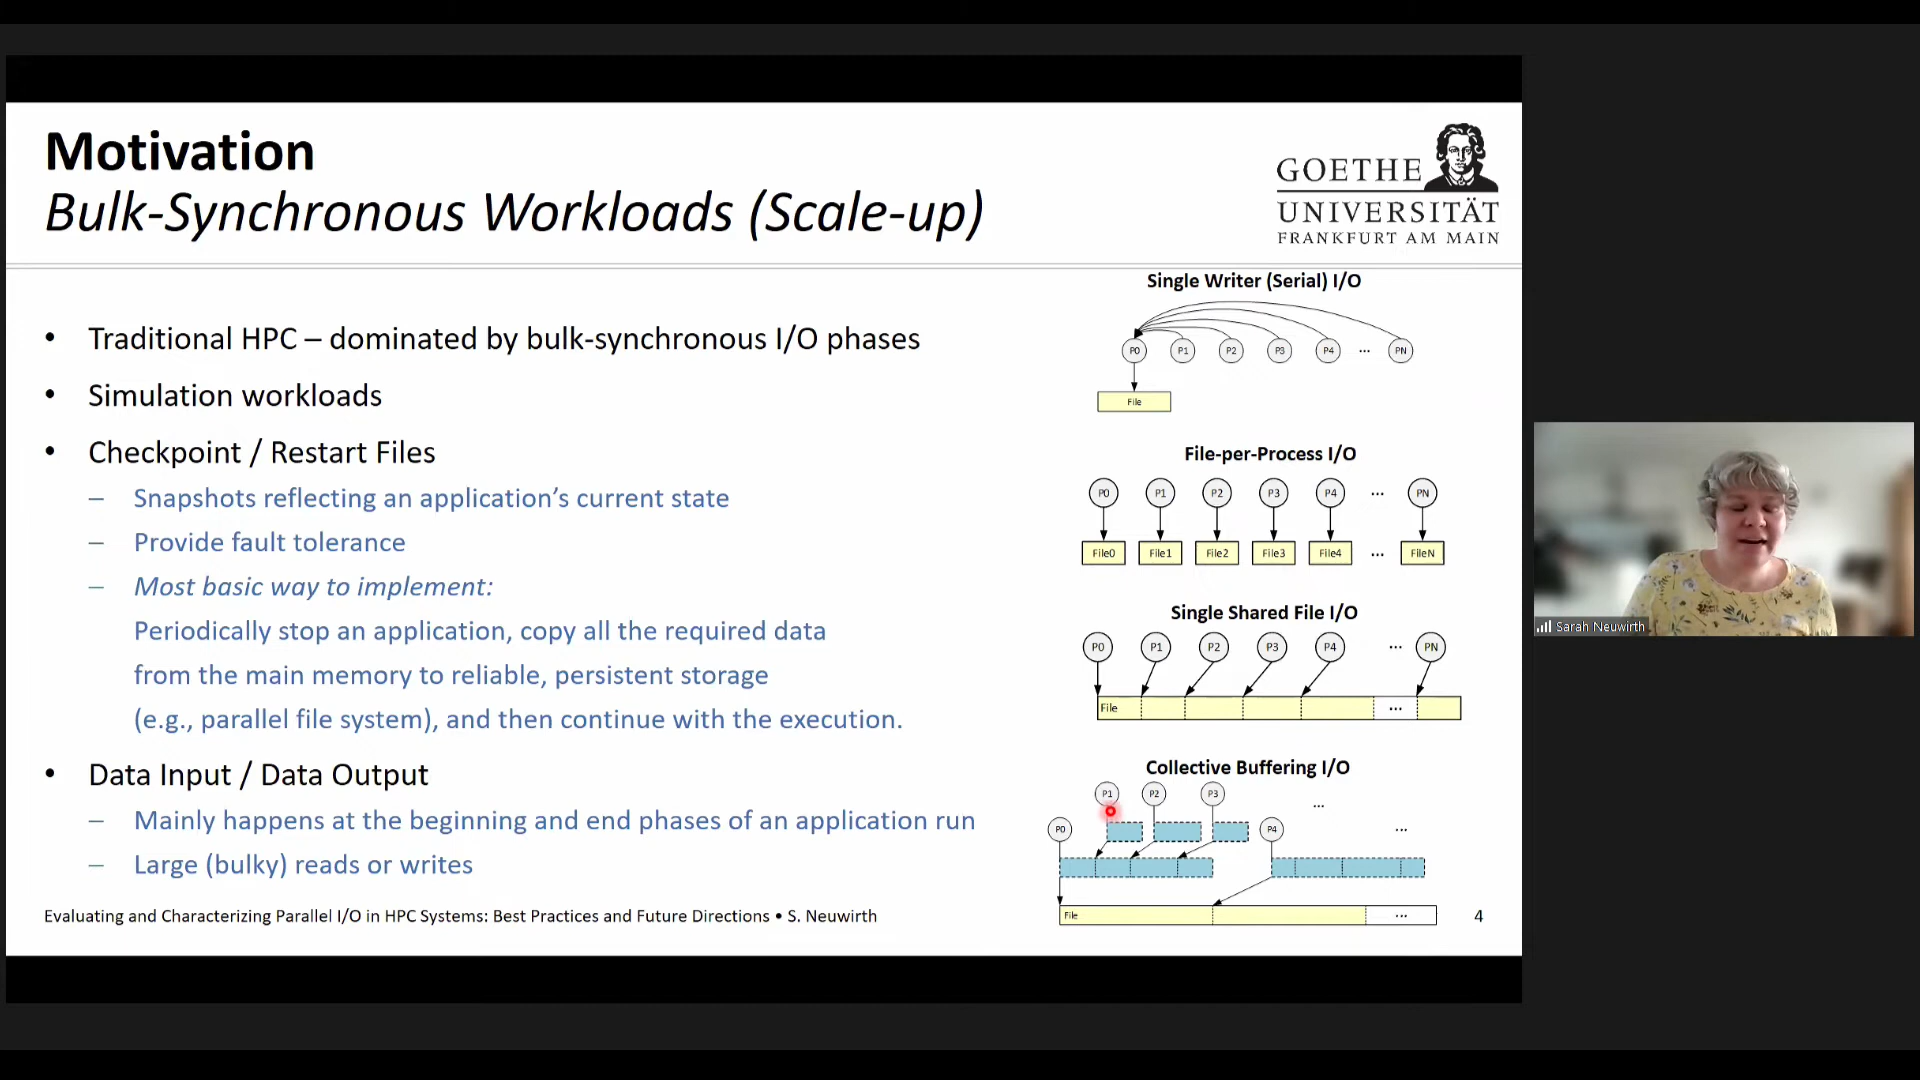 Motivation
Bulk-Synchronous Workloads (Scale-up)
GOETHE
UNIVERSITÄT
FRANKFURT AM MAIN
• Traditional HPC – dominated by bulk-synchronous I/O phases
• Simulation workloads
• Checkpoint / Restart Files
– Snapshots reflecting an application’s current state
– Provide fault tolerance
– Most basic way to implement:
Periodically stop an application, copy all the required data
from the main memory to reliable, persistent storage
(e.g., parallel file system), and then continue with the execution.
• Data Input / Data Output
– Mainly happens at the beginning and end phases of an application run
– Large (bulky) reads or writes
Single Writer (Serial) I/O
P0 P1 P2 P3 P4 ... PN
File
File-per-Process I/O
P0 P1 P2 P3 P4 ... PN
File0 File1 File2 File3 File4 ... FileN
Single Shared File I/O
P0 P1 P2 P3 P4 ... PN
File ...
Collective Buffering I/O
P1 P2 P3 ...
P0 P4 ...
File ...
Evaluating and Characterizing Parallel I/O in HPC Systems: Best Practices and Future Directions • S. Neuwirth
4
Sarah Neuwirth